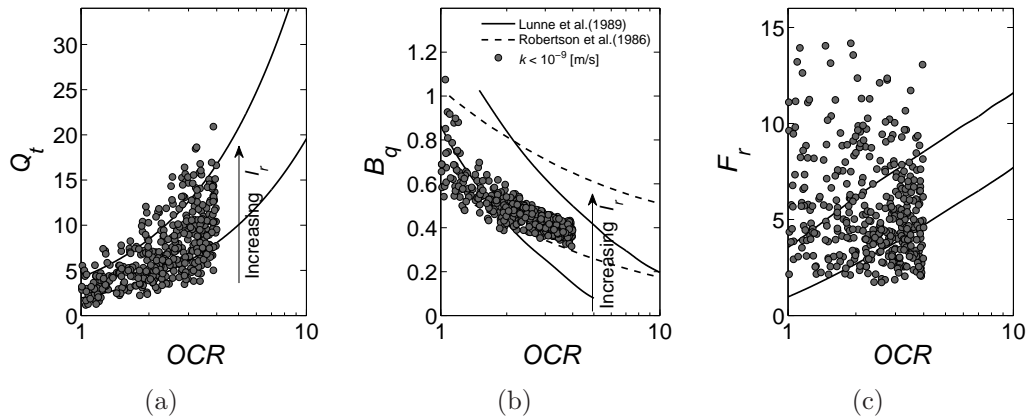 35
30
25
20
15
10
5
0
1
10
Q_t
OCR
Increasing I_r
(a)
1.2
1
0.8
0.6
0.4
0.2
0
1
10
B_q
OCR
Lunne et al.(1989)
Robertson et al.(1986)
k < 10⁻⁹ [m/s]
Increasing I_r
(b)
15
10
5
0
1
10
F_r
OCR
(c)